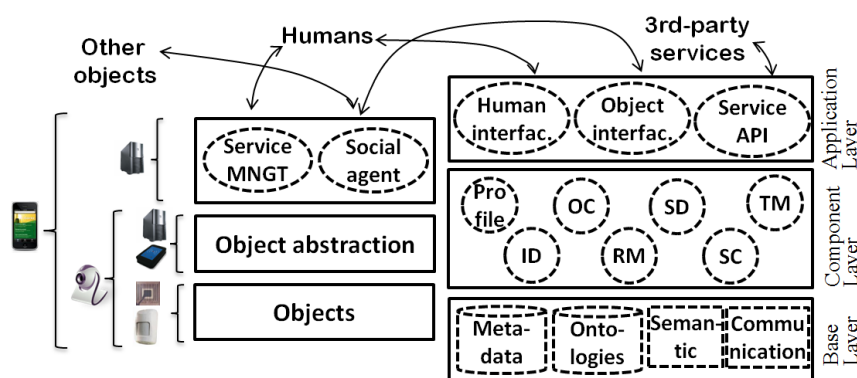 Other
objects
Humans
3rd-party
services
Service
MNGT
Social
agent
Object abstraction
Objects
Human
interfac.
Object
interfac.
Service
API
Application
Layer
Pro
file
OC
SD
TM
ID
RM
SC
Component
Layer
Meta-
data
Onto-
logies
Seman-
tic
Commu
nication
Base
Layer